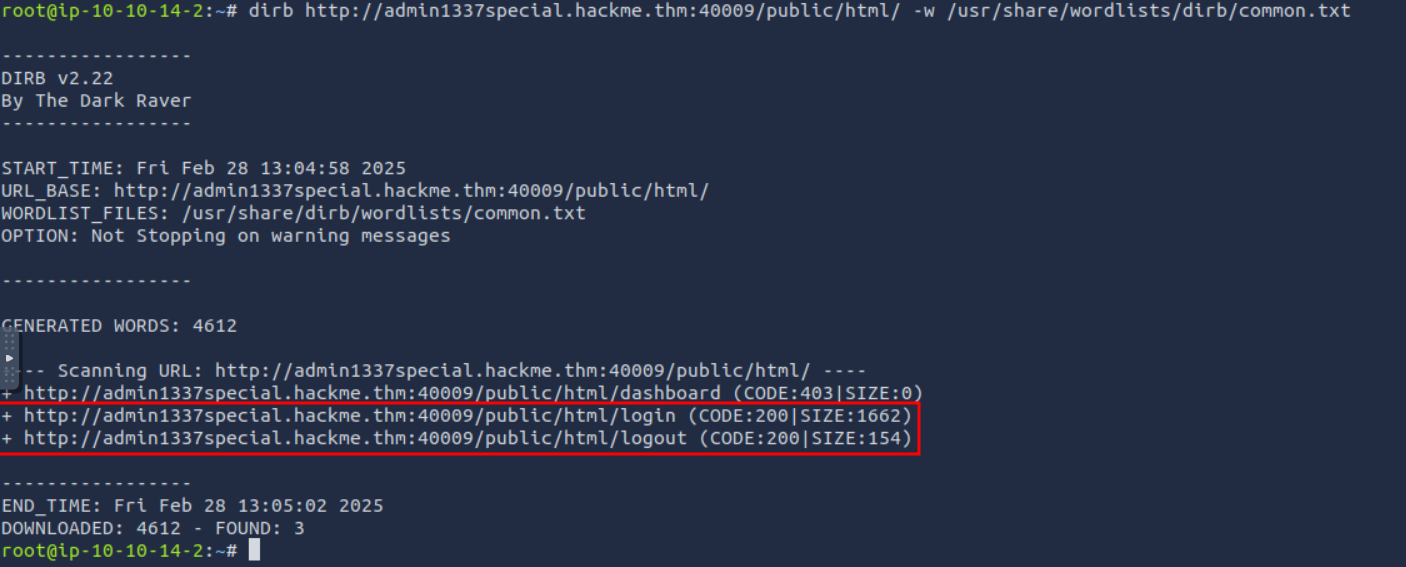 root@ip-10-10-14-2:~# dirb http://admin1337special.hackme.thm:40009/public/html/ -w /usr/share/wordlists/dirb/common.txt
-----------------
DIRB v2.22
By The Dark Raver
-----------------
START_TIME: Fri Feb 28 13:04:58 2025
URL_BASE: http://admin1337special.hackme.thm:40009/public/html/
WORDLIST_FILES: /usr/share/dirb/wordlists/common.txt
OPTION: Not Stopping on warning messages
-----------------
GENERATED WORDS: 4612
---- Scanning URL: http://admin1337special.hackme.thm:40009/public/html/ ----
+ http://admin1337special.hackme.thm:40009/public/html/dashboard (CODE:403|SIZE:0)
+ http://admin1337special.hackme.thm:40009/public/html/login (CODE:200|SIZE:1662)
+ http://admin1337special.hackme.thm:40009/public/html/logout (CODE:200|SIZE:154)
-----------------
END_TIME: Fri Feb 28 13:05:02 2025
DOWNLOADED: 4612 - FOUND: 3
root@ip-10-10-14-2:~#